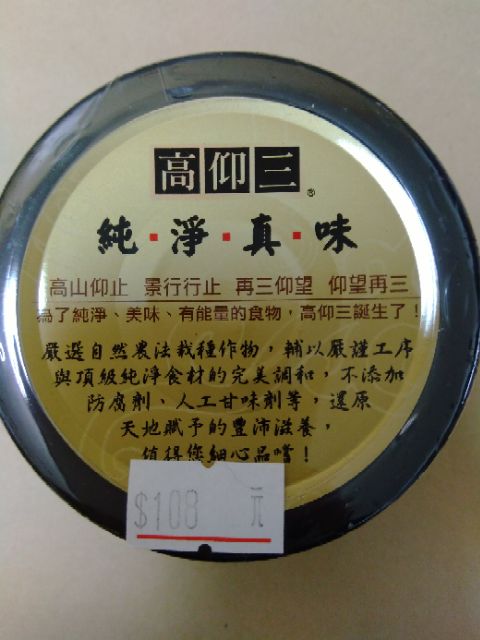 高仰三®
純·淨·真·味
高山仰止 景行行止 再三仰望 仰望再三
為了純淨、美味、有能量的食物，高仰三誕生了！
嚴選自然農法栽種作物，輔以嚴謹工序
與頂級純淨食材的完美調和，不添加
防腐劑、人工甘味劑等，還原
天地賦予的豐沛滋養，
值得您細心品嚐！
$108 元